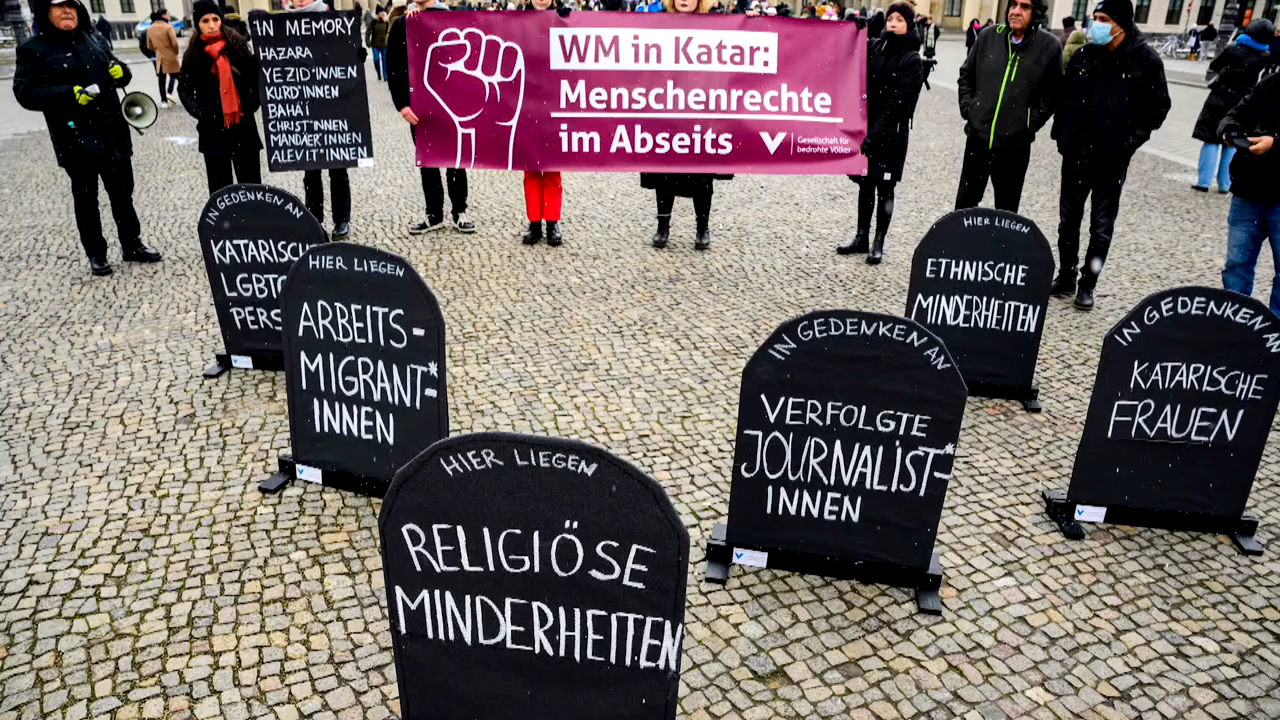 IN MEMORY
HAZARA
YEZID*INNEN
KURD*INNEN
BAHÁ'Í
CHRIST*INNEN
MANDÄER*INNEN
ALEVIT*INNEN
WM in Katar:
Menschenrechte
im Abseits
Gesellschaft für
bedrohte Völker
IN GEDENKEN AN
KATARISCH
LGBT
PERS
HIER LIEGEN
ARBEITS-
MIGRANT*-
INNEN
HIER LIEGEN
RELIGIÖSE
MINDERHEITEN
IN GEDENKEN AN
VERFOLGTE
JOURNALIST*-
INNEN
HIER LIEGEN
ETHNISCHE
MINDERHEITEN
IN GEDENKEN AN
KATARISCHE
FRAUEN